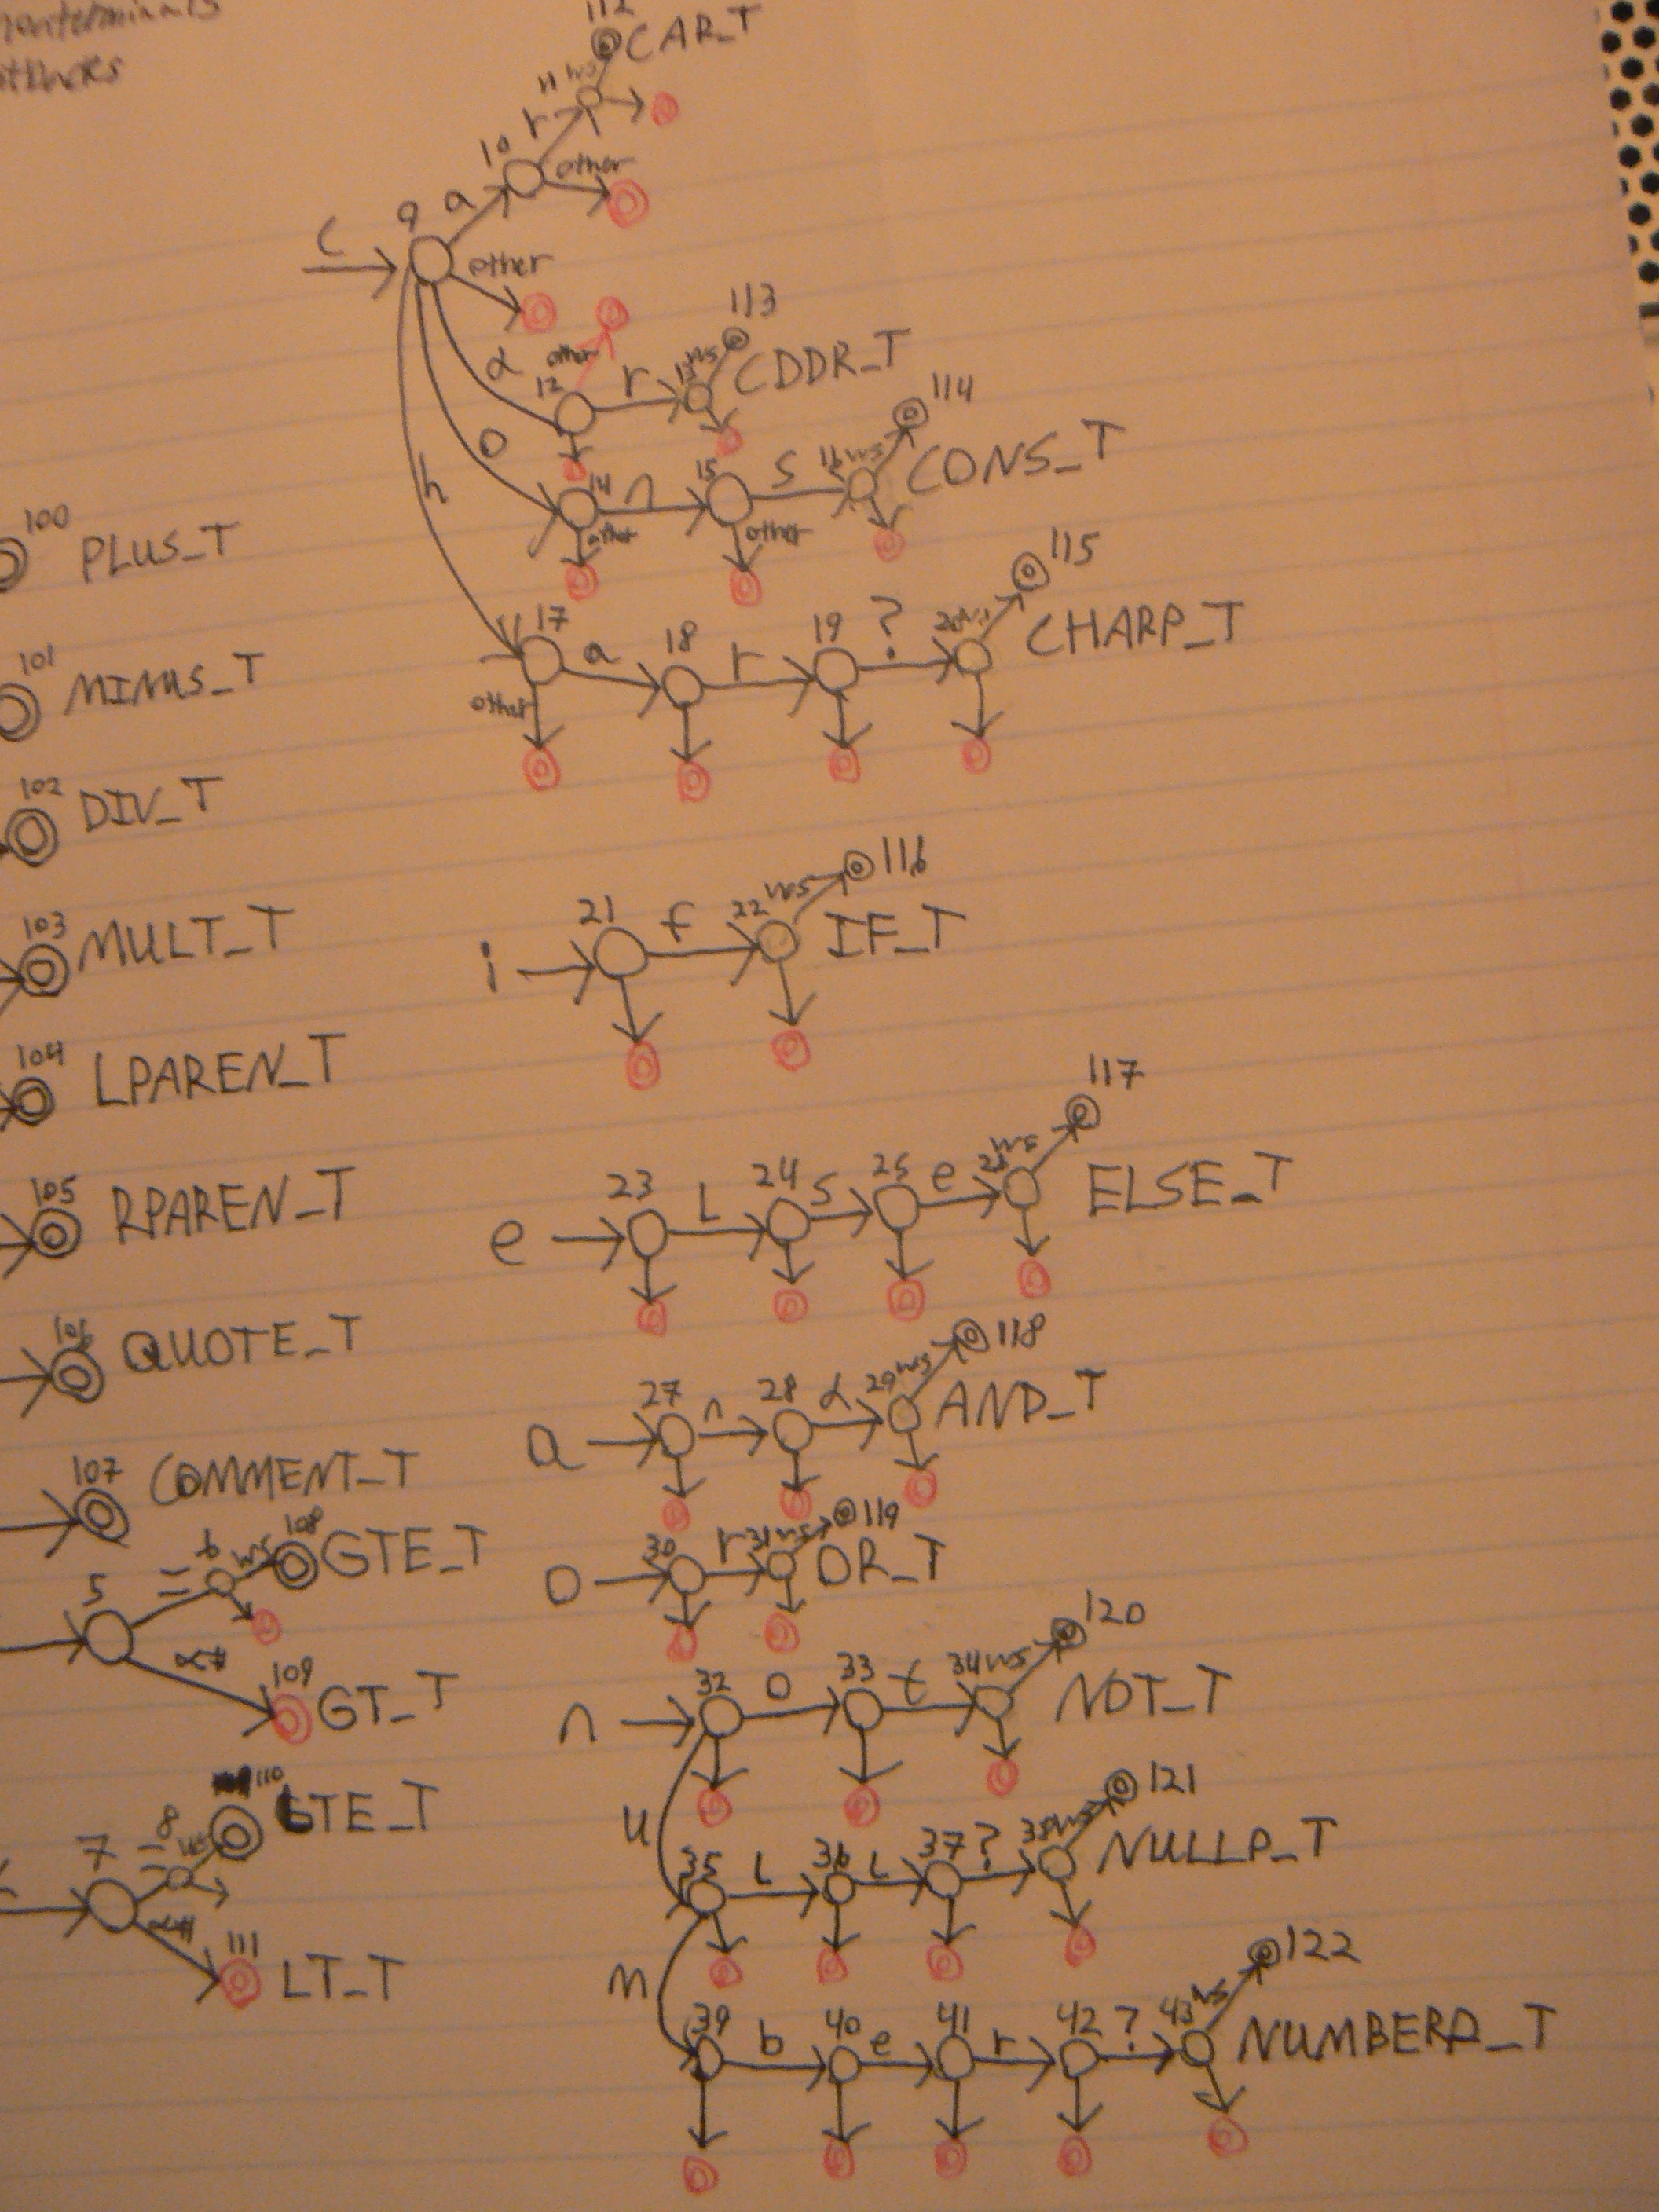 nonterminals
112
CAR_T
11 ws
r
10
other
a
9
C
other
113
d
other
12
r
13 ws
CDDR_T
114
o
14
n
15
S
16 ws
CONS_T
other
other
h
115
17
a
18
r
19
?
20 ws
CHARP_T
other
100
PLUS_T
101
MINUS_T
102
DIV_T
103
MULT_T
104
LPAREN_T
105
RPAREN_T
106
QUOTE_T
107
COMMENT_T
5
=
6
ws
108
GTE_T
109
GT_T
7
=
8
ws
110
LTE_T
111
LT_T
i
21
f
22
ws
116
IF_T
e
23
L
24
s
25
e
26
ws
117
ELSE_T
a
27
n
28
d
29
ws
118
AND_T
o
30
r
31
ws
119
OR_T
n
32
o
33
t
34
ws
120
NOT_T
u
35
L
36
L
37
?
38
ws
121
NULLP_T
m
39
b
40
e
41
r
42
?
43
ws
122
NUMBERP_T